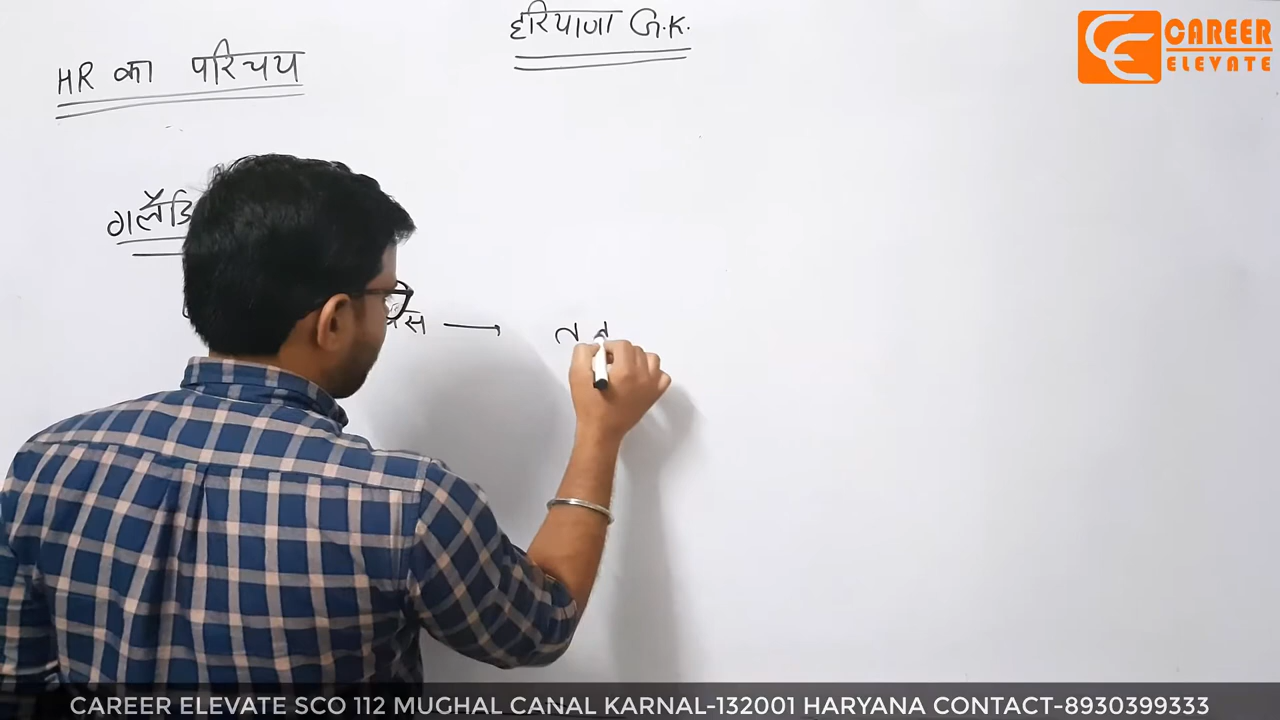 हरियाणा G.K.
CAREER
ELEVATE
HR का परिचय
CAREER ELEVATE SCO 112 MUGHAL CANAL KARNAL-132001 HARYANA CONTACT-8930399333